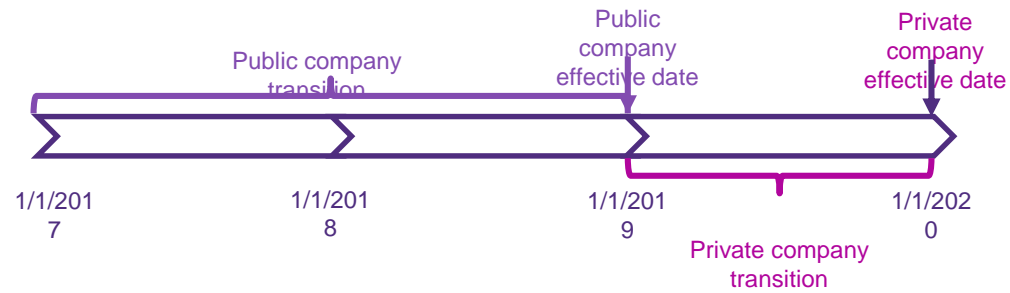 Public company
transition
Public
company
effective date
Private
company
effective date
1/1/201
7
1/1/201
8
1/1/201
9
1/1/202
0
Private company
transition